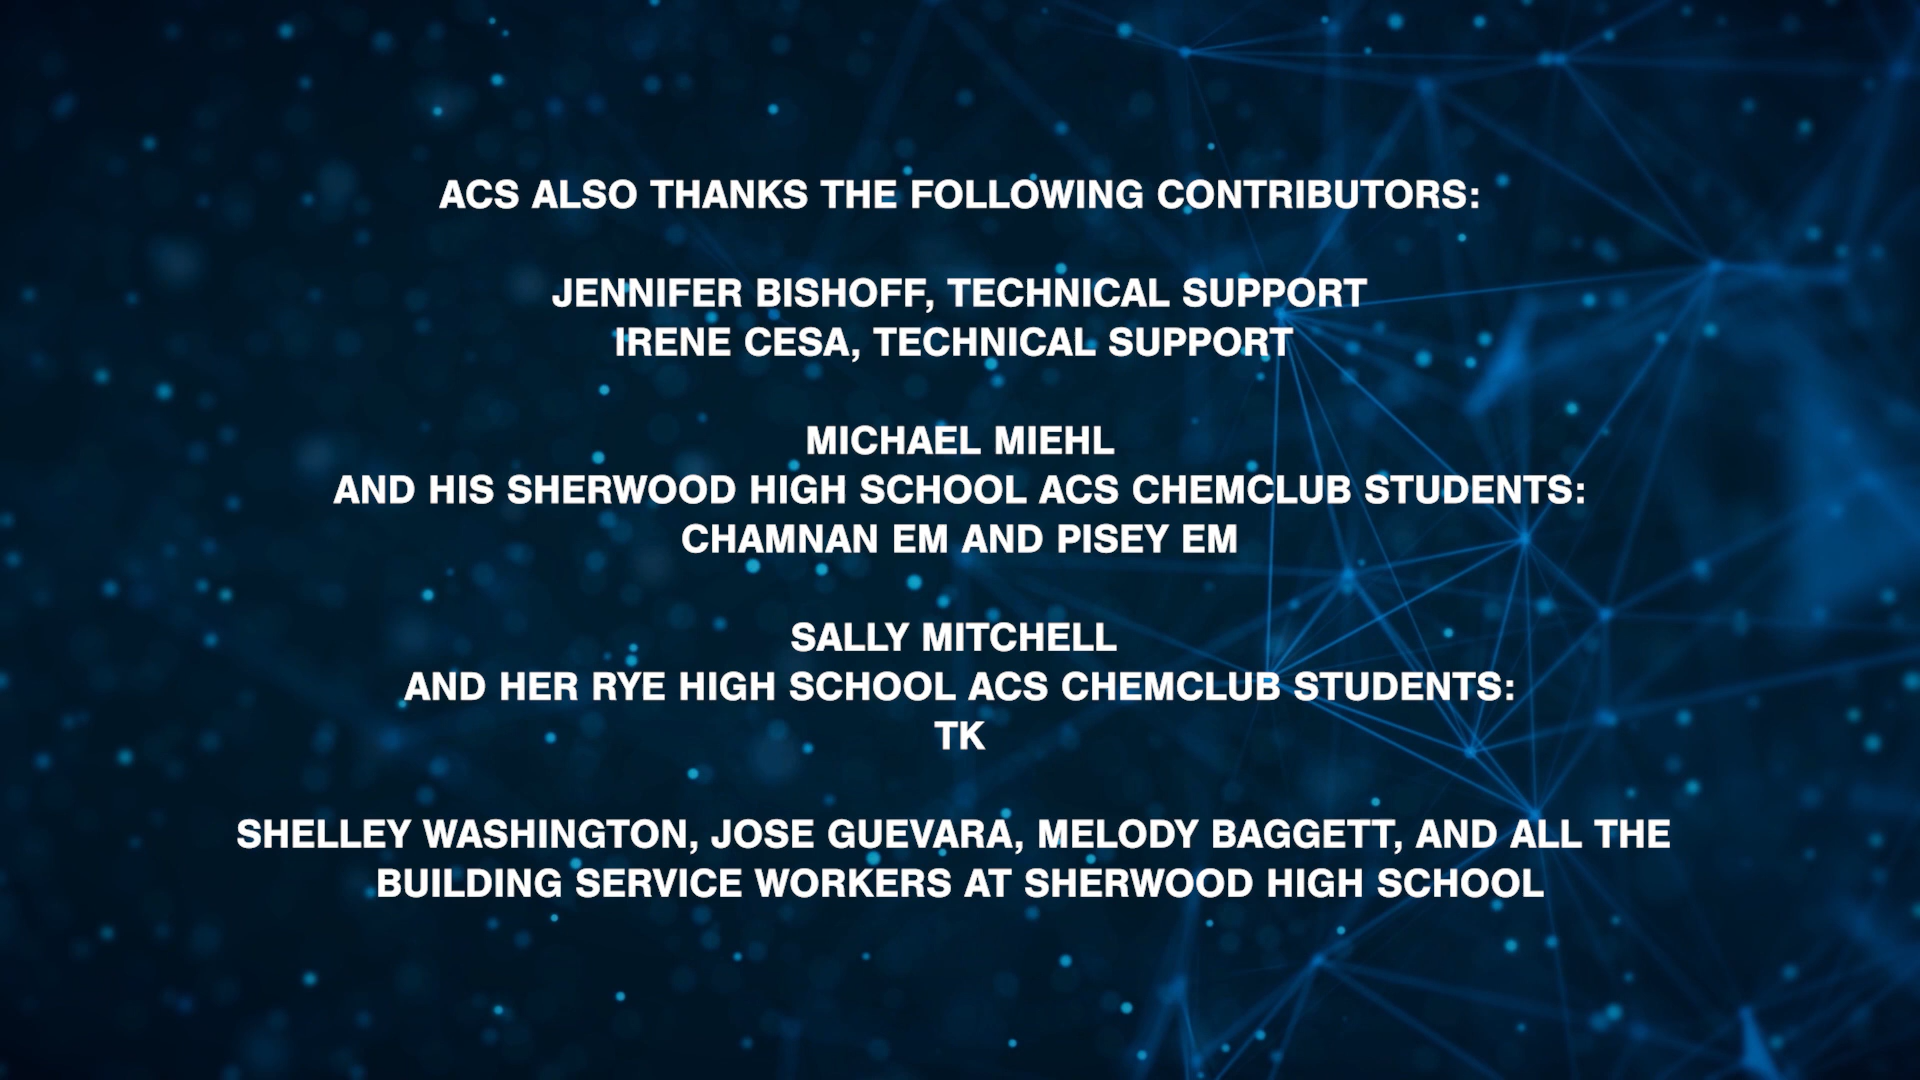 ACS ALSO THANKS THE FOLLOWING CONTRIBUTORS:
JENNIFER BISHOFF, TECHNICAL SUPPORT
IRENE CESA, TECHNICAL SUPPORT
MICHAEL MIEHL
AND HIS SHERWOOD HIGH SCHOOL ACS CHEMCLUB STUDENTS:
CHAMNAN EM AND PISEY EM
SALLY MITCHELL
AND HER RYE HIGH SCHOOL ACS CHEMCLUB STUDENTS:
TK
SHELLEY WASHINGTON, JOSE GUEVARA, MELODY BAGGETT, AND ALL THE
BUILDING SERVICE WORKERS AT SHERWOOD HIGH SCHOOL